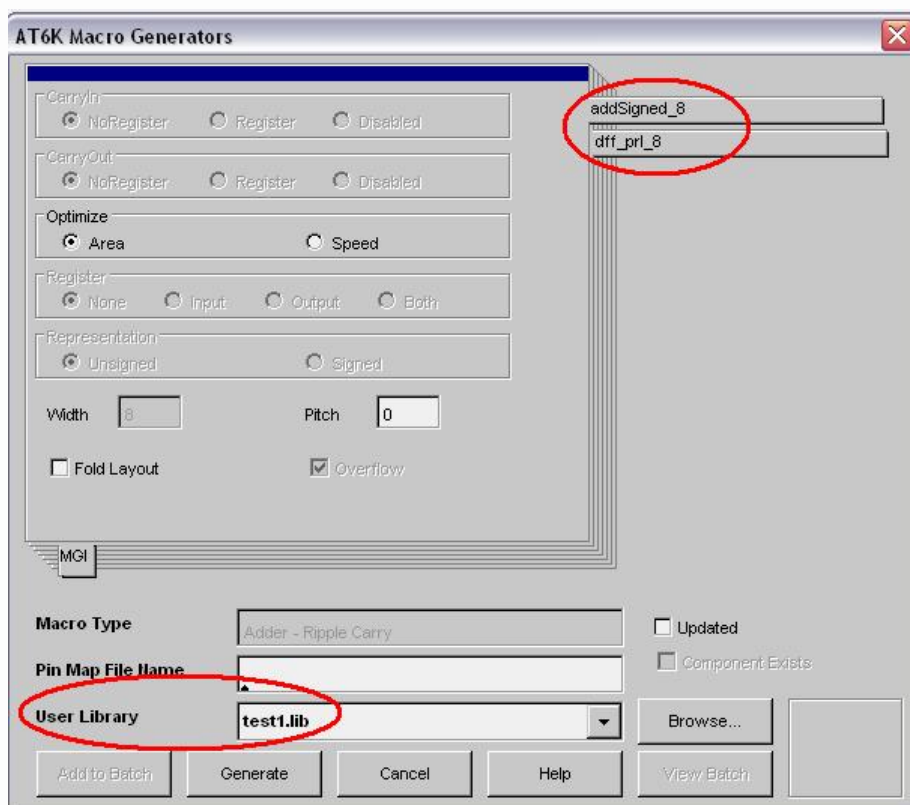 AT6K Macro Generators
CarryIn
NoRegister Register Disabled
CarryOut
NoRegister Register Disabled
Optimize
Area Speed
Register
None Input Output Both
Representation
Unsigned Signed
Width 8 Pitch 0
Fold Layout Overflow
MGI
addSigned_8
dff_prl_8
Macro Type Adder - Ripple Carry Updated
Pin Map File Name Component Exists
User Library test1.lib Browse...
Add to Batch Generate Cancel Help View Batch